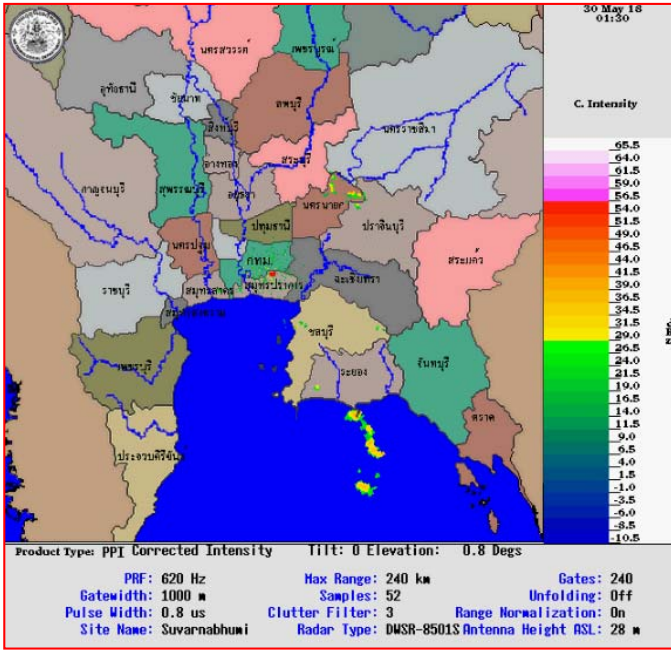 30 May 18
01:30
C. Intensity
นครสวรรค์
เพชรบูรณ์
อุทัยธานี
ชัยนาท
ลพบุรี
สิงห์บุรี
นครราชสีมา
อ่างทอง
สระบุรี
กาญจนบุรี
สุพรรณบุรี
อยุธยา
นครนายก
ปทุมธานี
ปราจีนบุรี
นครปฐม
กทม.
สระแก้ว
ราชบุรี
สมุทรสาคร
สมุทรปราการ
ฉะเชิงเทรา
ชลบุรี
เพชรบุรี
ระยอง
จันทบุรี
ตราด
ประจวบคีรีขันธ์
65.5
64.0
61.5
59.0
56.5
54.0
51.5
49.0
46.5
44.0
41.5
39.0
36.5
34.0
31.5
29.0
26.5
24.0
21.5
19.0
16.5
14.0
11.5
9.0
6.5
4.0
1.5
-1.0
-3.5
-6.0
-8.5
-10.5
Product Type: PPI Corrected Intensity Tilt: 0 Elevation: 0.8 Degs
PRF: 620 Hz Max Range: 240 km Gates: 240
Gatewidth: 1000 m Samples: 52 Unfolding: Off
Pulse Width: 0.8 us Clutter Filter: 3 Range Normalization: On
Site Name: Suvarnabhumi Radar Type: DWSR-8501S Antenna Height ASL: 28 m